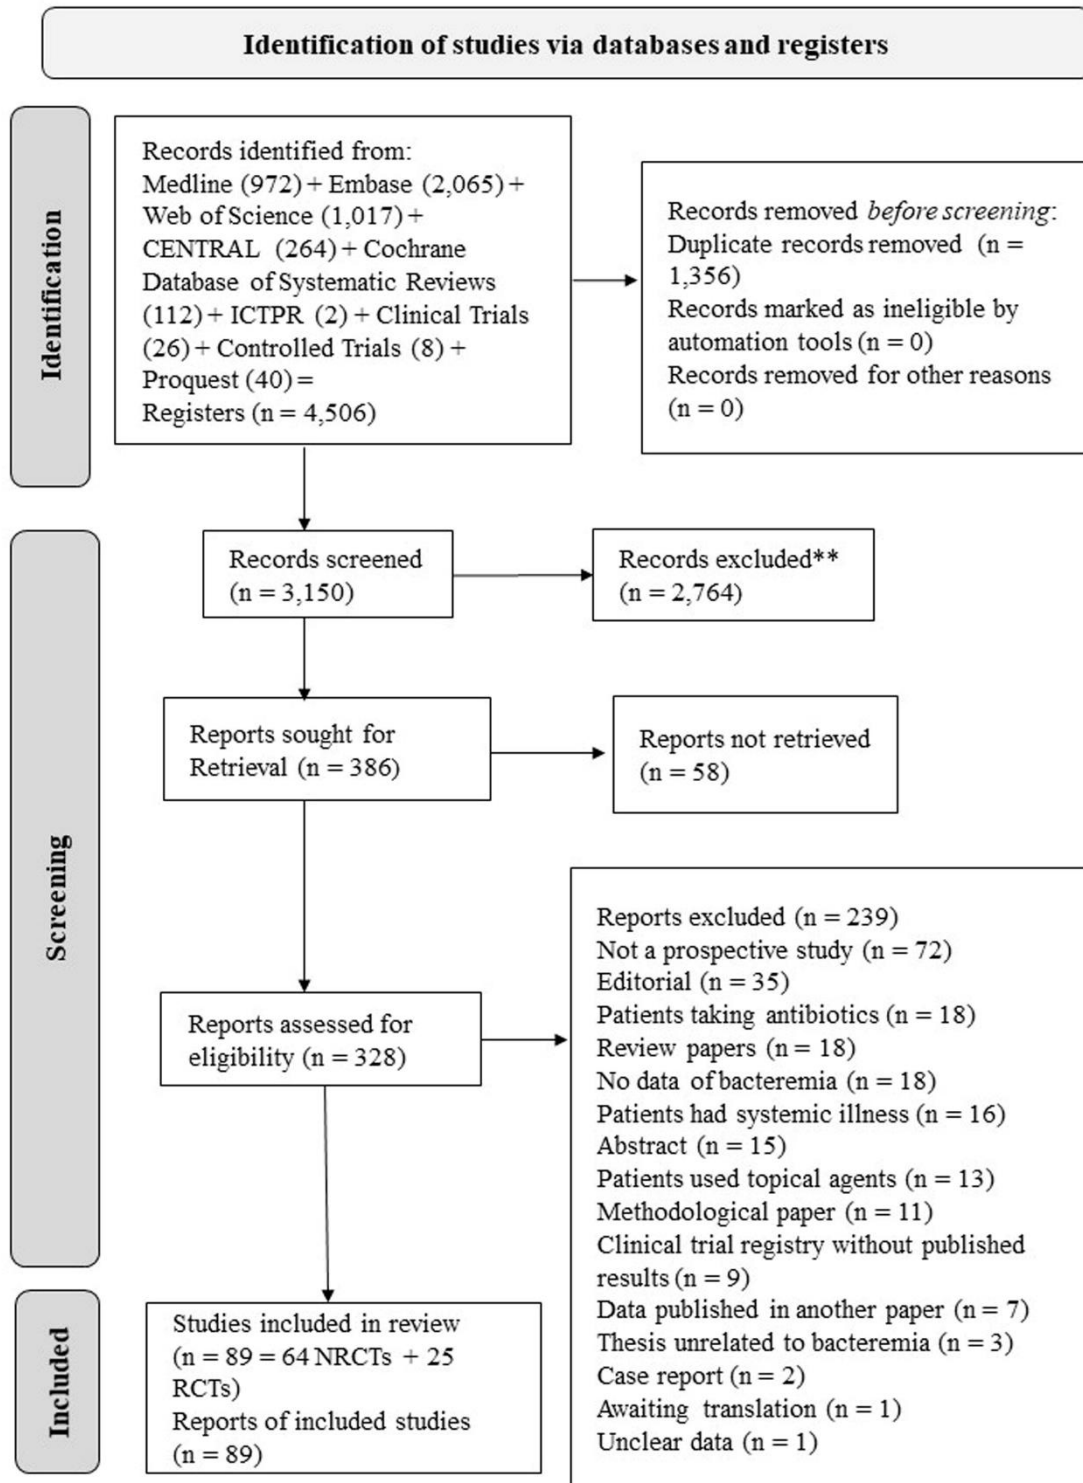 Identification of studies via databases and registers
Identification
Records identified from:
Medline (972) + Embase (2,065) +
Web of Science (1,017) +
CENTRAL (264) + Cochrane
Database of Systematic Reviews
(112) + ICTPR (2) + Clinical Trials
(26) + Controlled Trials (8) +
Proquest (40) =
Registers (n = 4,506)
Records removed before screening:
Duplicate records removed (n =
1,356)
Records marked as ineligible by
automation tools (n = 0)
Records removed for other reasons
(n = 0)
Screening
Records screened
(n = 3,150)
Records excluded**
(n = 2,764)
Reports sought for
Retrieval (n = 386)
Reports not retrieved
(n = 58)
Reports assessed for
eligibility (n = 328)
Reports excluded (n = 239)
Not a prospective study (n = 72)
Editorial (n = 35)
Patients taking antibiotics (n = 18)
Review papers (n = 18)
No data of bacteremia (n = 18)
Patients had systemic illness (n = 16)
Abstract (n = 15)
Patients used topical agents (n = 13)
Methodological paper (n = 11)
Clinical trial registry without published
results (n = 9)
Data published in another paper (n = 7)
Thesis unrelated to bacteremia (n = 3)
Case report (n = 2)
Awaiting translation (n = 1)
Unclear data (n = 1)
Included
Studies included in review
(n = 89 = 64 NRCTs + 25
RCTs)
Reports of included studies
(n = 89)